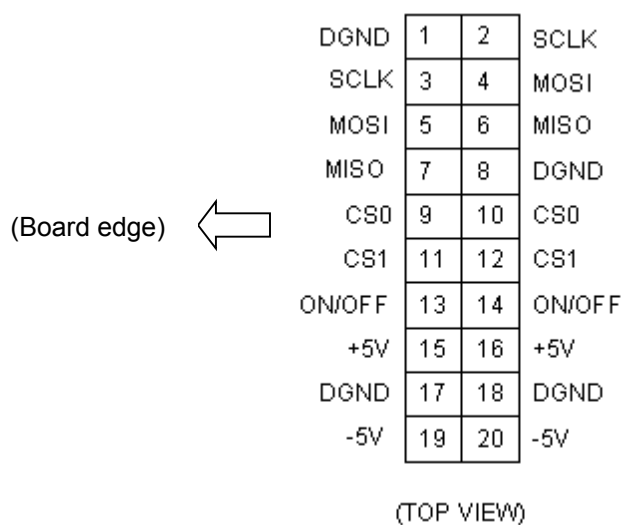 DGND 1 2 SCLK
SCLK 3 4 MOSI
MOSI 5 6 MISO
MISO 7 8 DGND
(Board edge) CS0 9 10 CS0
CS1 11 12 CS1
ON/OFF 13 14 ON/OFF
+5V 15 16 +5V
DGND 17 18 DGND
-5V 19 20 -5V
(TOP VIEW)